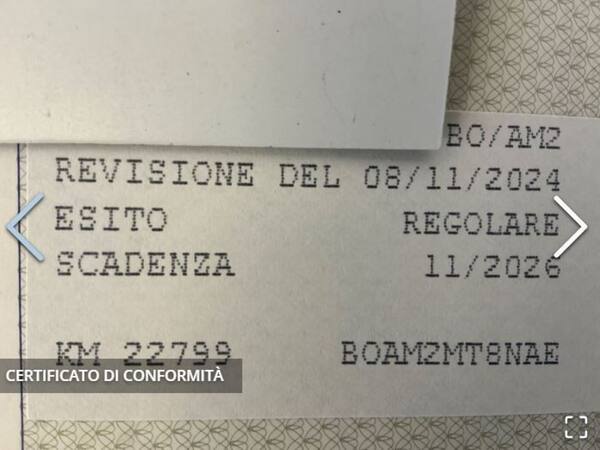 BO/AM2
REVISIONE DEL 08/11/2024
ESITO REGOLARE
SCADENZA 11/2026
KM 22799 BOAM2MT8NAE
CERTIFICATO DI CONFORMITÀ